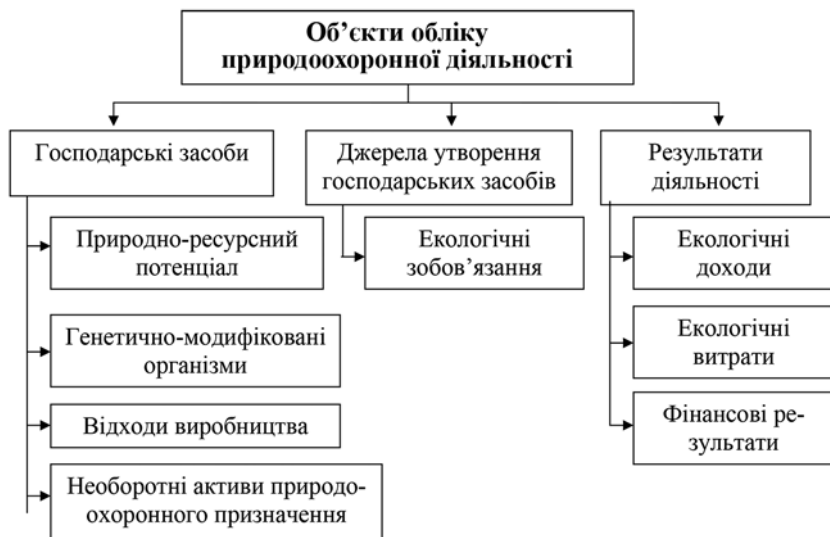 Об’єкти обліку
природоохоронної діяльності
Господарські засоби
Природно-ресурсний
потенціал
Генетично-модифіковані
організми
Відходи виробництва
Необоротні активи природо-
охоронного призначення
Джерела утворення
господарських засобів
Екологічні
зобов’язання
Результати
діяльності
Екологічні
доходи
Екологічні
витрати
Фінансові ре-
зультати